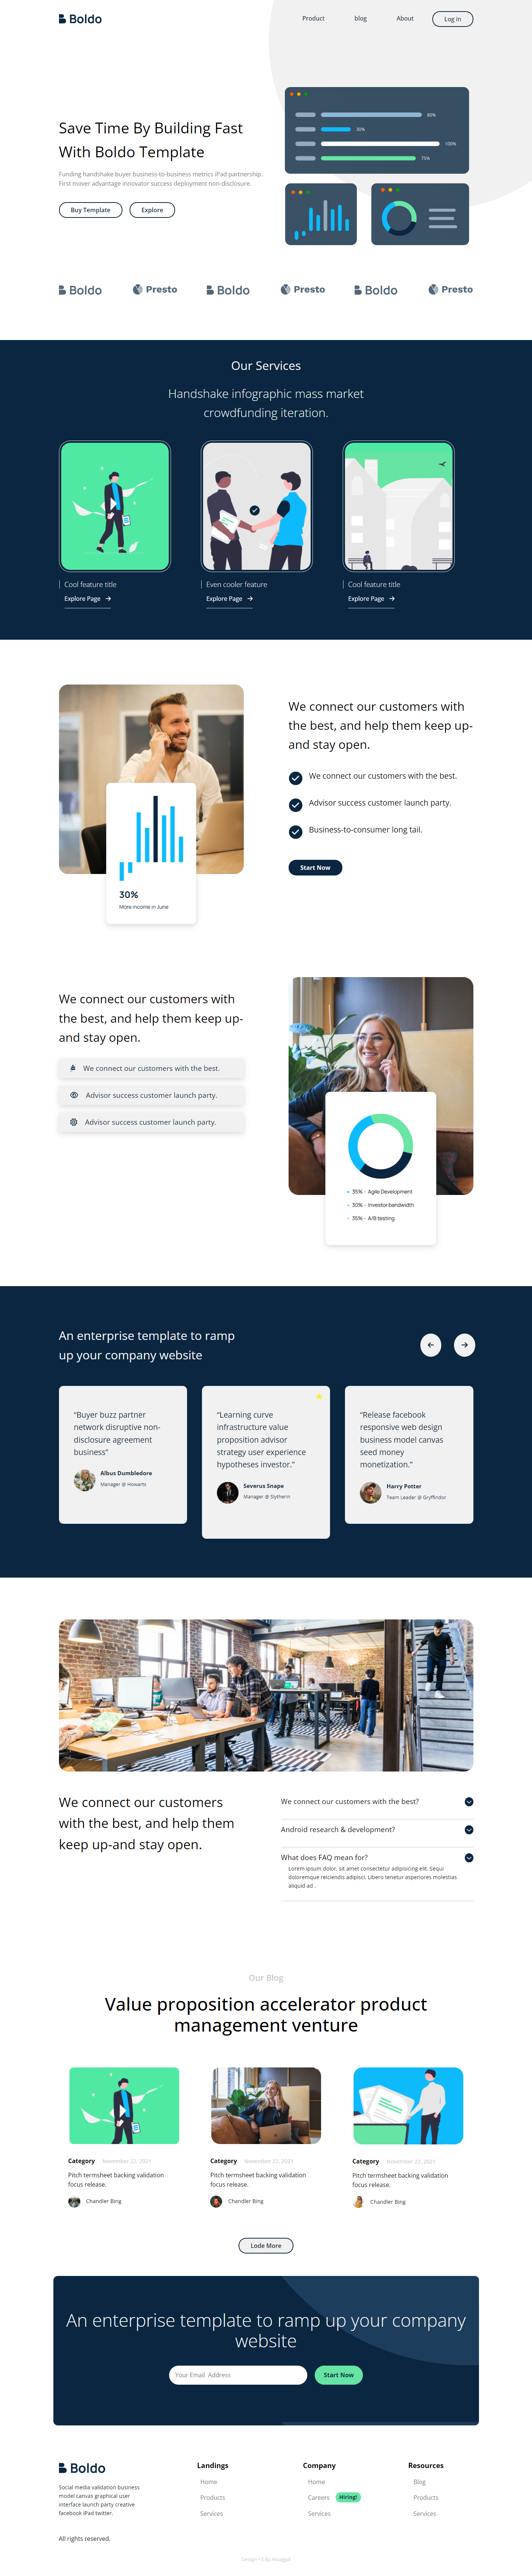 Boldo
Product blog About Log in
Save Time By Building Fast
With Boldo Template
Funding handshake buyer business-to-business metrics iPad partnership.
First mover advantage innovator success deployment non-disclosure.
Buy Template Explore
80%
30%
100%
75%
Boldo Presto Boldo Presto Boldo Presto
Our Services
Handshake infographic mass market
crowdfunding iteration.
Cool feature title
Explore Page
Even cooler feature
Explore Page
Cool feature title
Explore Page
30%
More income in June
We connect our customers with
the best, and help them keep up-
and stay open.
We connect our customers with the best.
Advisor success customer launch party.
Business-to-consumer long tail.
Start Now
We connect our customers with
the best, and help them keep up-
and stay open.
We connect our customers with the best.
Advisor success customer launch party.
Advisor success customer launch party.
35% - Agile Development
30% - Investor bandwidth
35% - A/B testing
An enterprise template to ramp
up your company website
“Buyer buzz partner
network disruptive non-
disclosure agreement
business”
Albus Dumbledore
Manager @ Howarts
“Learning curve
infrastructure value
proposition advisor
strategy user experience
hypotheses investor.”
Severus Snape
Manager @ Slytherin
“Release facebook
responsive web design
business model canvas
seed money
monetization.”
Harry Potter
Team Leader @ Gryffindor
We connect our customers
with the best, and help them
keep up-and stay open.
We connect our customers with the best?
Android research & development?
What does FAQ mean for?
Lorem ipsum dolor, sit amet consectetur adipisicing elit. Sequi
doloremque reiciendis adipisci. Libero tenetur asperiores molestias
aliquid ad .
Our Blog
Value proposition accelerator product
management venture
Category November 22, 2021
Pitch termsheet backing validation
focus release.
Chandler Bing
Category November 22, 2021
Pitch termsheet backing validation
focus release.
Chandler Bing
Category November 22, 2021
Pitch termsheet backing validation
focus release.
Chandler Bing
Lode More
An enterprise template to ramp up your company
website
Your Email Address Start Now
Boldo
Social media validation business
model canvas graphical user
interface launch party creative
facebook iPad twitter.
All rights reserved.
Landings
Home
Products
Services
Company
Home
Careers Hiring!
Services
Resources
Blog
Products
Services